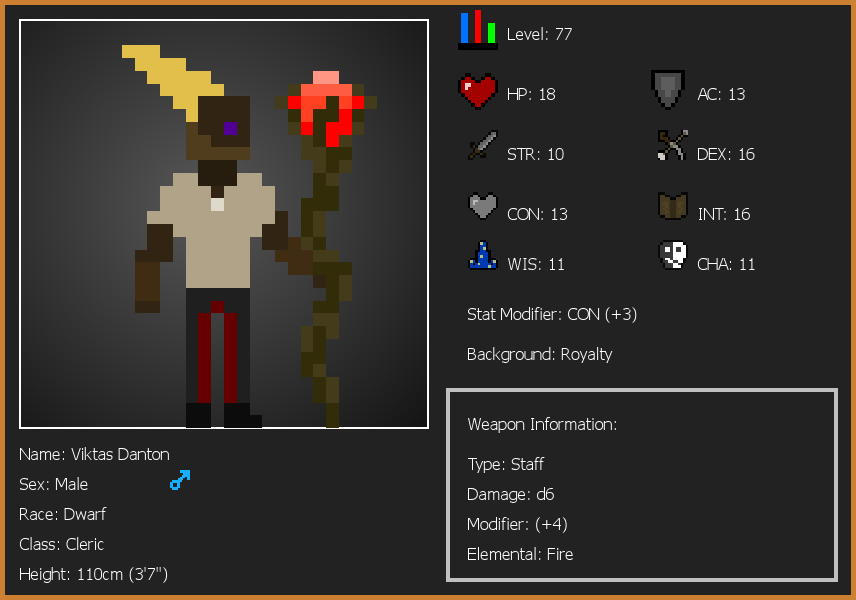 Level: 77
HP: 18
AC: 13
STR: 10
DEX: 16
CON: 13
INT: 16
WIS: 11
CHA: 11
Stat Modifier: CON (+3)
Background: Royalty
Weapon Information:
Type: Staff
Damage: d6
Modifier: (+4)
Elemental: Fire
Name: Viktas Danton
Sex: Male
Race: Dwarf
Class: Cleric
Height: 110cm (3'7")